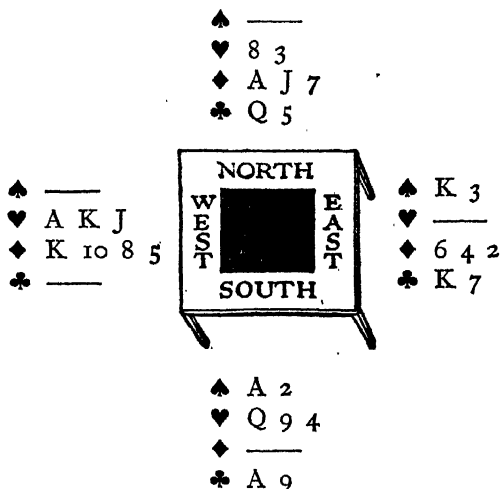 ♠ ——
♥ 8 3
♦ A J 7
♣ Q 5
♠ ——
♥ A K J
♦ K 10 8 5
♣ ——
NORTH
WEST
EAST
SOUTH
♠ K 3
♥ ——
♦ 6 4 2
♣ K 7
♠ A 2
♥ Q 9 4
♦ ——
♣ A 9